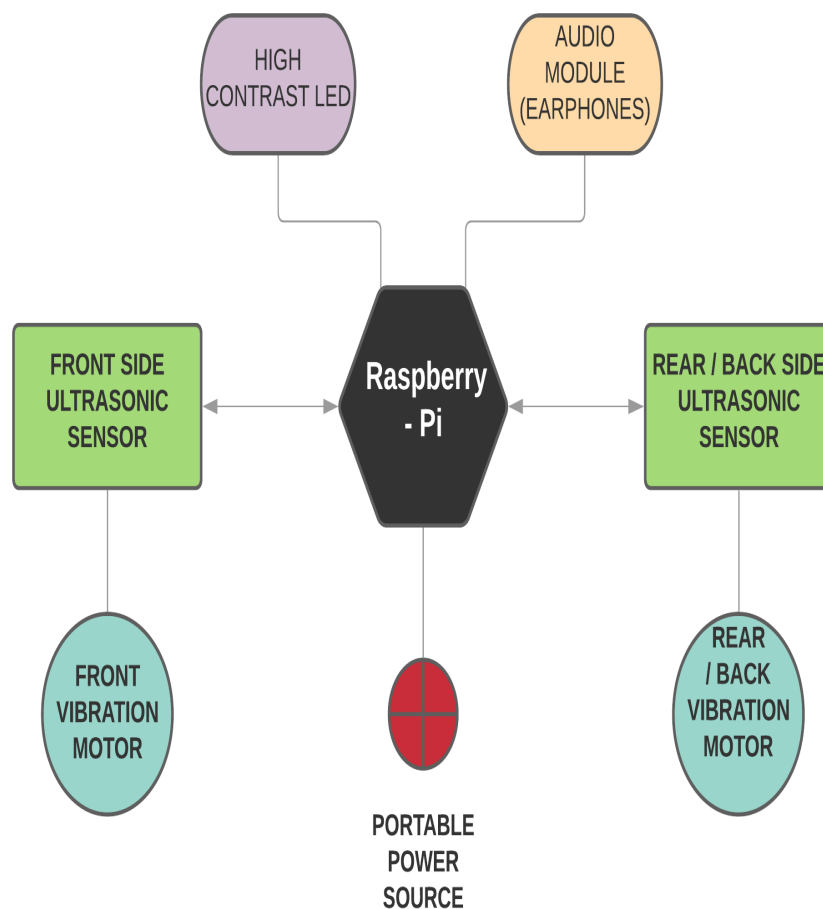 HIGH
CONTRAST LED
AUDIO
MODULE
(EARPHONES)
FRONT SIDE
ULTRASONIC
SENSOR
Raspberry
- Pi
REAR / BACK SIDE
ULTRASONIC
SENSOR
FRONT
VIBRATION
MOTOR
REAR
/ BACK
VIBRATION
MOTOR
PORTABLE
POWER
SOURCE